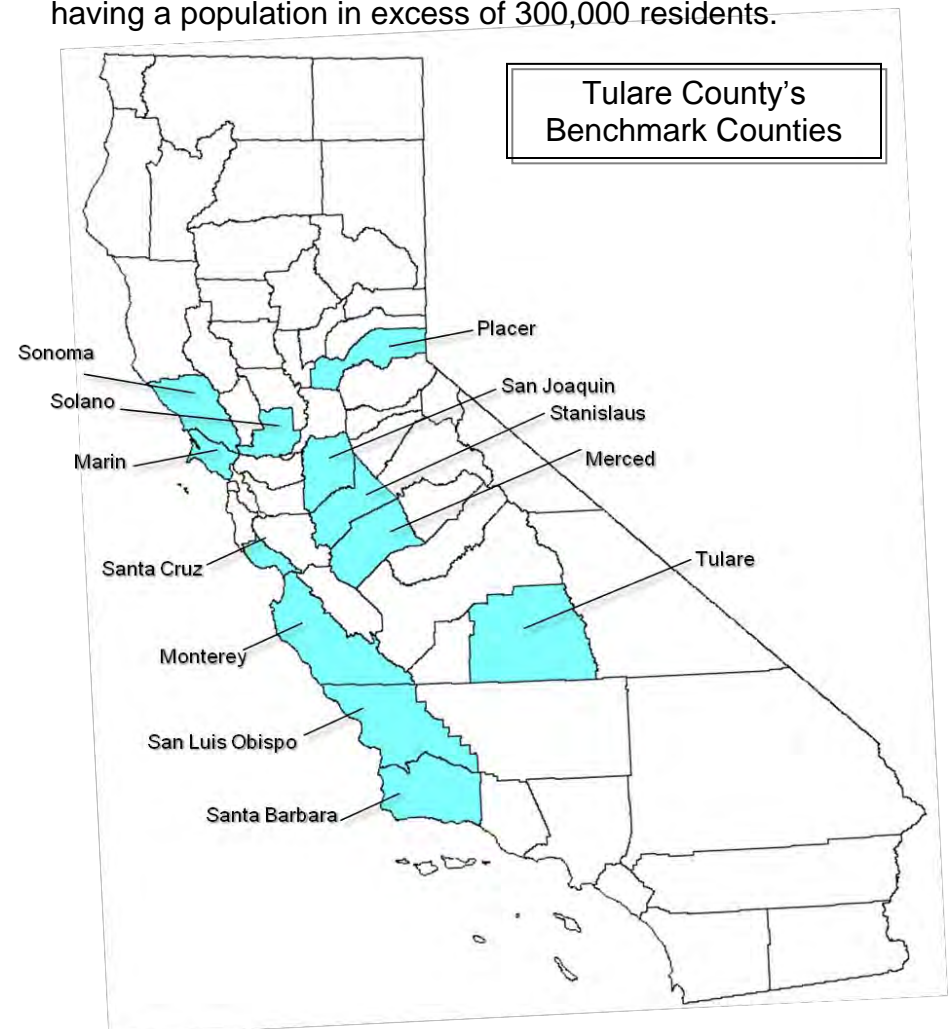 having a population in excess of 300,000 residents.
Tulare County's
Benchmark Counties
Placer
Sonoma
San Joaquin
Solano
Stanislaus
Marin
Merced
Tulare
Santa Cruz
Monterey
San Luis Obispo
Santa Barbara